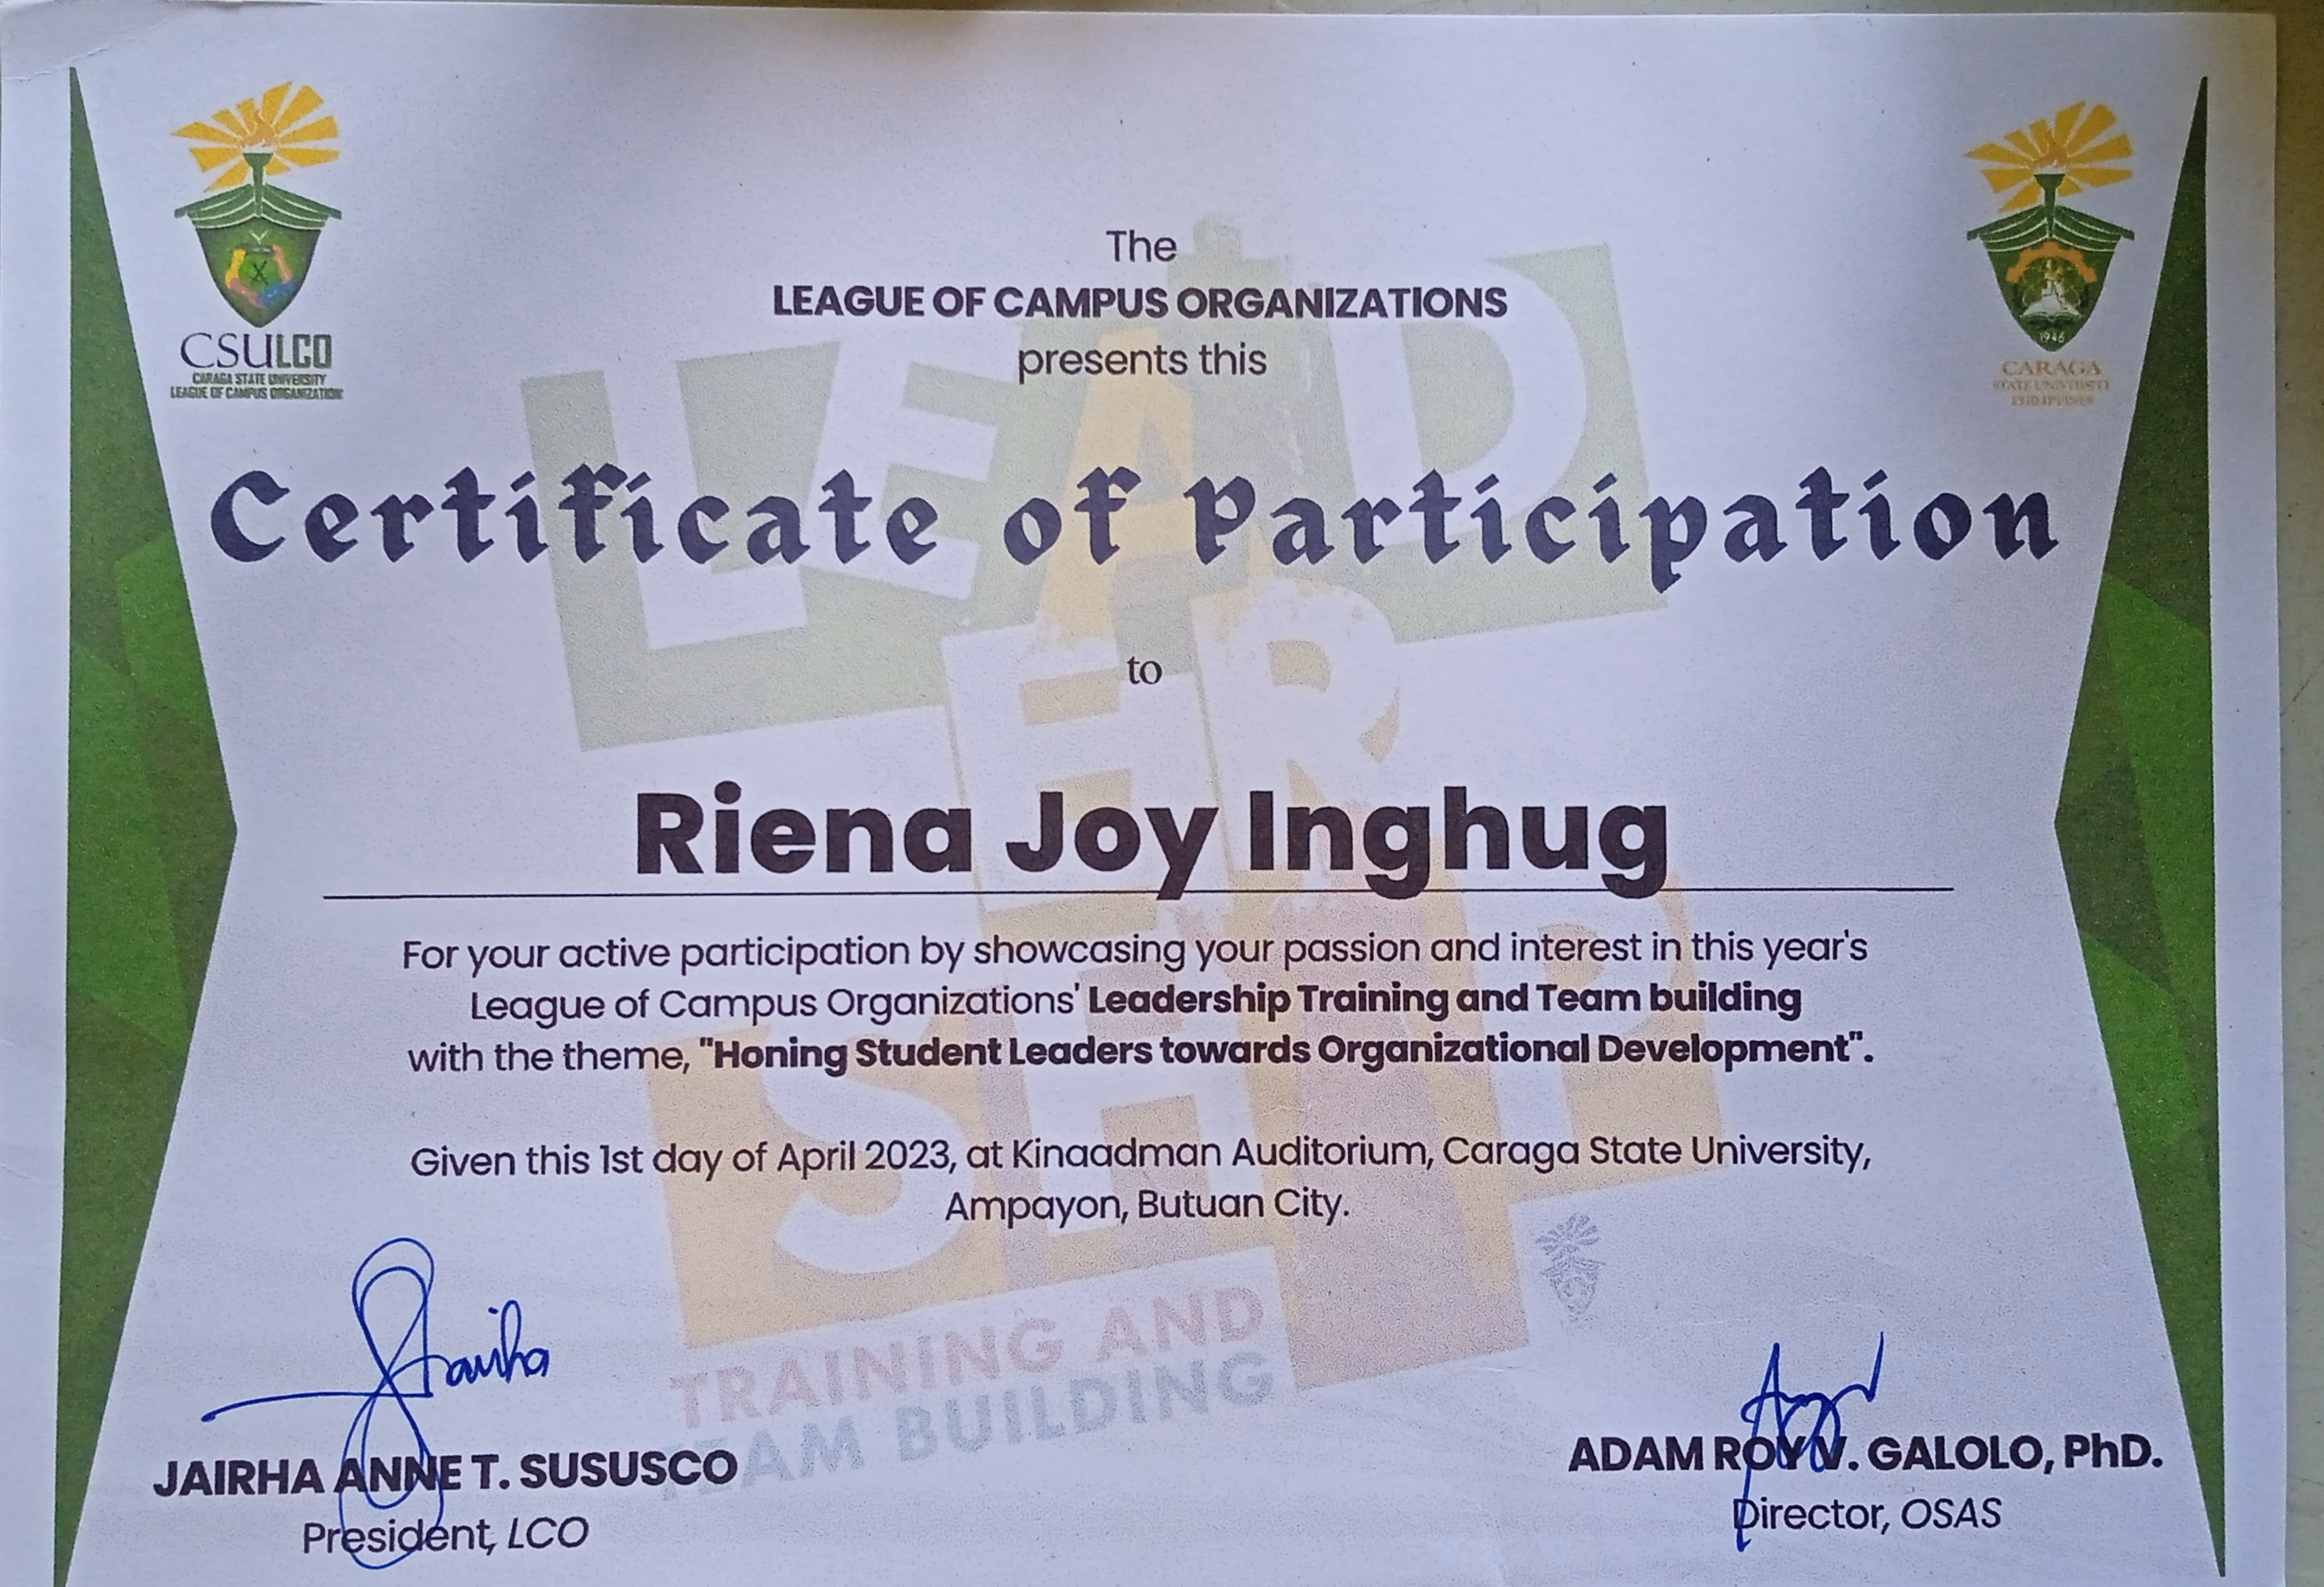 CSULCO
CARAGA STATE UNIVERSITY
LEAGUE OF CAMPUS ORGANIZATION
1946
CARAGA
STATE UNIVERSITY
PHILIPPINES
The
LEAGUE OF CAMPUS ORGANIZATIONS
presents this
Certificate of Participation
to
Riena Joy Inghug
For your active participation by showcasing your passion and interest in this year's
League of Campus Organizations' Leadership Training and Team building
with the theme, "Honing Student Leaders towards Organizational Development".
Given this 1st day of April 2023, at Kinaadman Auditorium, Caraga State University,
Ampayon, Butuan City.
LEAD
ER
SHIP
TRAINING AND
TEAM BUILDING
Jairha
JAIRHA ANNE T. SUSUSCO
President, LCO
ADAM ROY V. GALOLO, PhD.
Director, OSAS